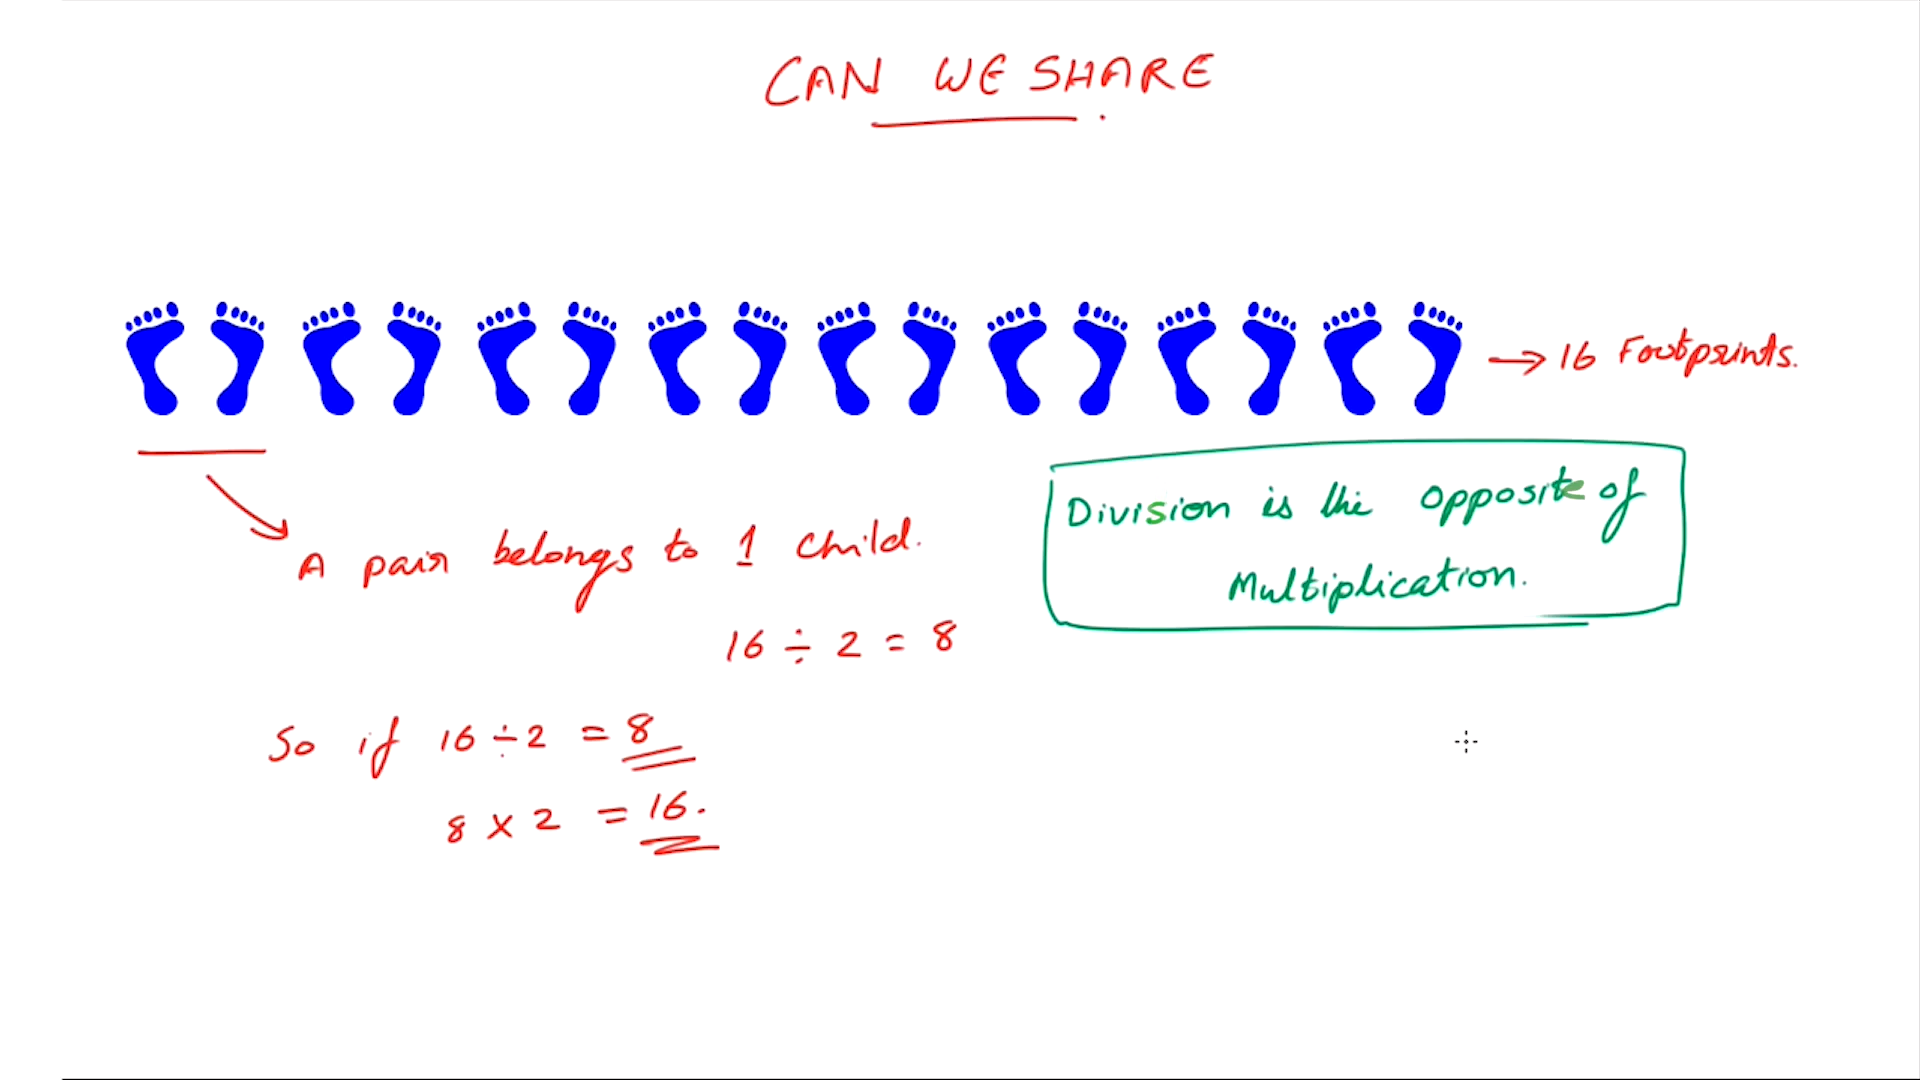 CAN WE SHARE
→ 16 Footprints.
Division is the opposite of
Multiplication.
A pair belongs to 1 child.
16 ÷ 2 = 8
So if 16 ÷ 2 = 8
8 × 2 = 16.